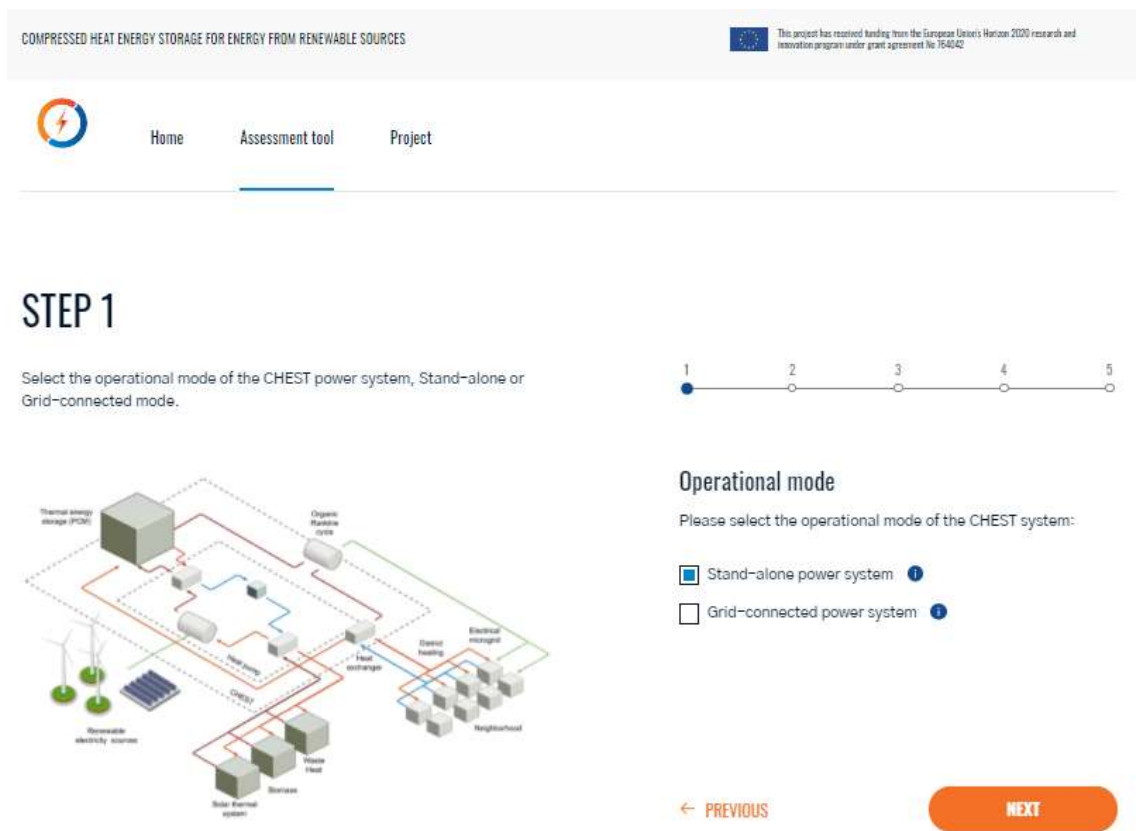 COMPRESSED HEAT ENERGY STORAGE FOR ENERGY FROM RENEWABLE SOURCES
This project has received funding from the European Union's Horizon 2020 research and
innovation program under grant agreement No 764042
Home
Assessment tool
Project
STEP 1
Select the operational mode of the CHEST power system, Stand-alone or
Grid-connected mode.
1 2 3 4 5
Operational mode
Please select the operational mode of the CHEST system:
Stand-alone power system
Grid-connected power system
Thermal energy
storage (PCM)
Organic
Rankine
cycle
Heat pump
CHEST
Heat
exchanger
District
heating
Electrical
microgrid
Neighborhood
Renewable
electricity sources
Waste
Heat
Biomass
Solar thermal
system
← PREVIOUS
NEXT